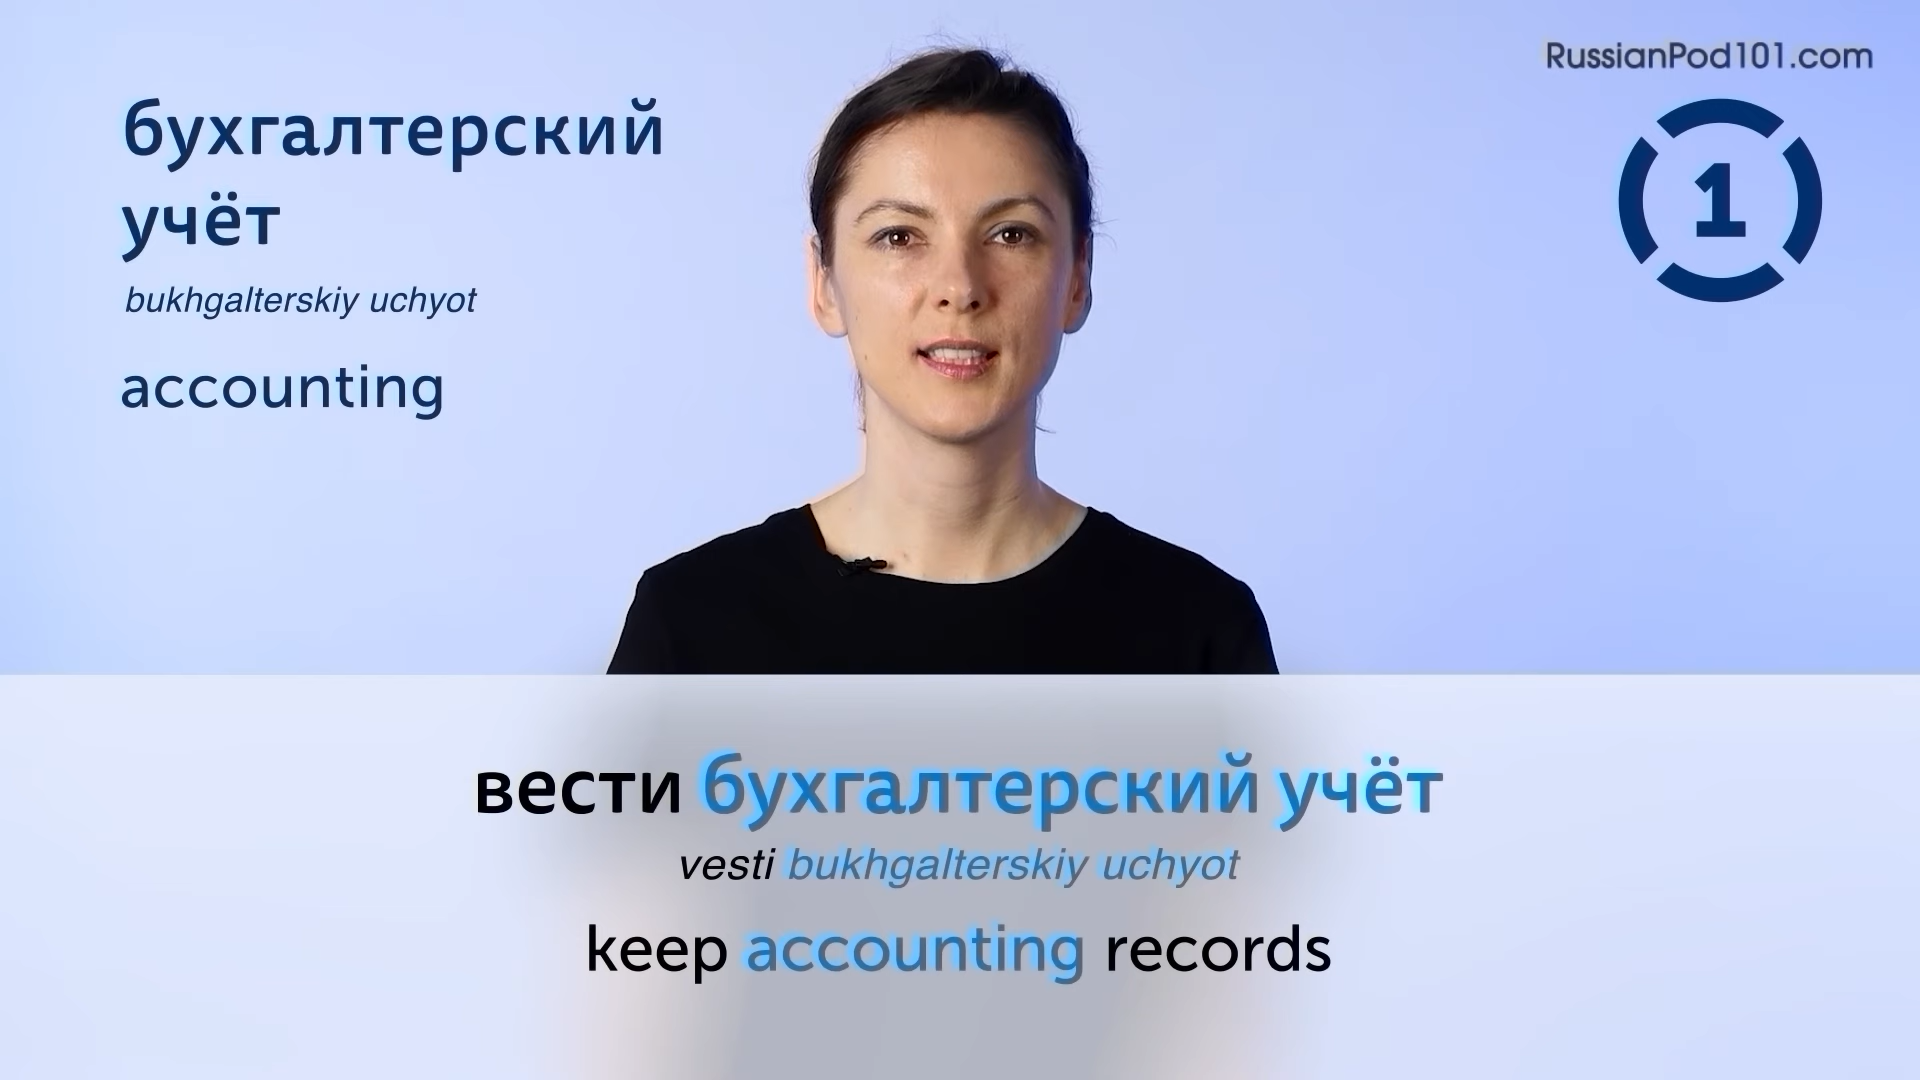 RussianPod101.com
бухгалтерский
учёт
bukhgalterskiy uchyot
accounting
1
вести бухгалтерский учёт
vesti bukhgalterskiy uchyot
keep accounting records